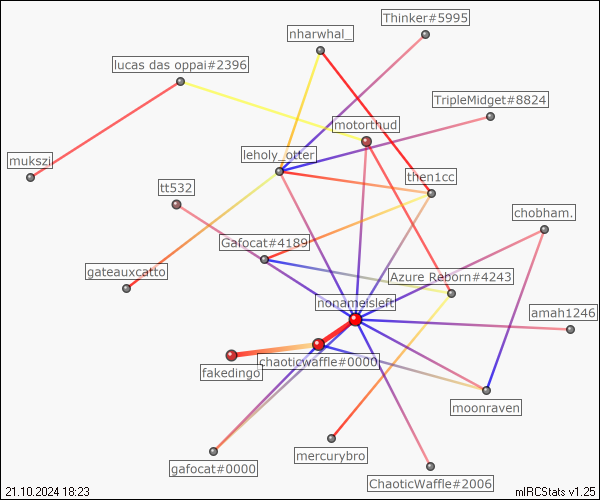 Thinker#5995
nharwhal_
lucas das oppai#2396
TripleMidget#8824
motorthud
leholy_otter
mukszi
then1cc
tt532
chobham.
Gafocat#4189
gateauxcatto
Azure Reborn#4243
nonameisleft
amah1246
chaoticwaffle#0000
fakedingo
moonraven
mercurybro
gafocat#0000
ChaoticWaffle#2006
21.10.2024 18:23
mIRCStats v1.25